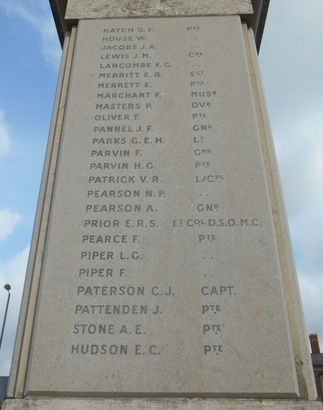 HATCH G.F. PTE
HOUSE W. . .
JACOBS J.A. . .
LEWIS J.M. CPL
LARCOMBE F.G. . .
MERRITT E.R. SGT
MERRETT E. PTE
MARCHANT F. MUSN
MASTERS P. DVR
OLIVER T. PTE
PANNEL J.F. GNR
PARKS G.E.H. LT
PARVIN F. GNR
PARVIN H.G. PTE
PATRICK V.R. L/CPL
PEARSON N.P. . .
PEARSON A. GNR
PRIOR E.R.S. LT COL D.S.O. M.C.
PEARCE F. PTE
PIPER L.G. . .
PIPER F. . .
PATERSON C.J. CAPT.
PATTENDEN J. PTE
STONE A.E. PTE
HUDSON E.C. PTE